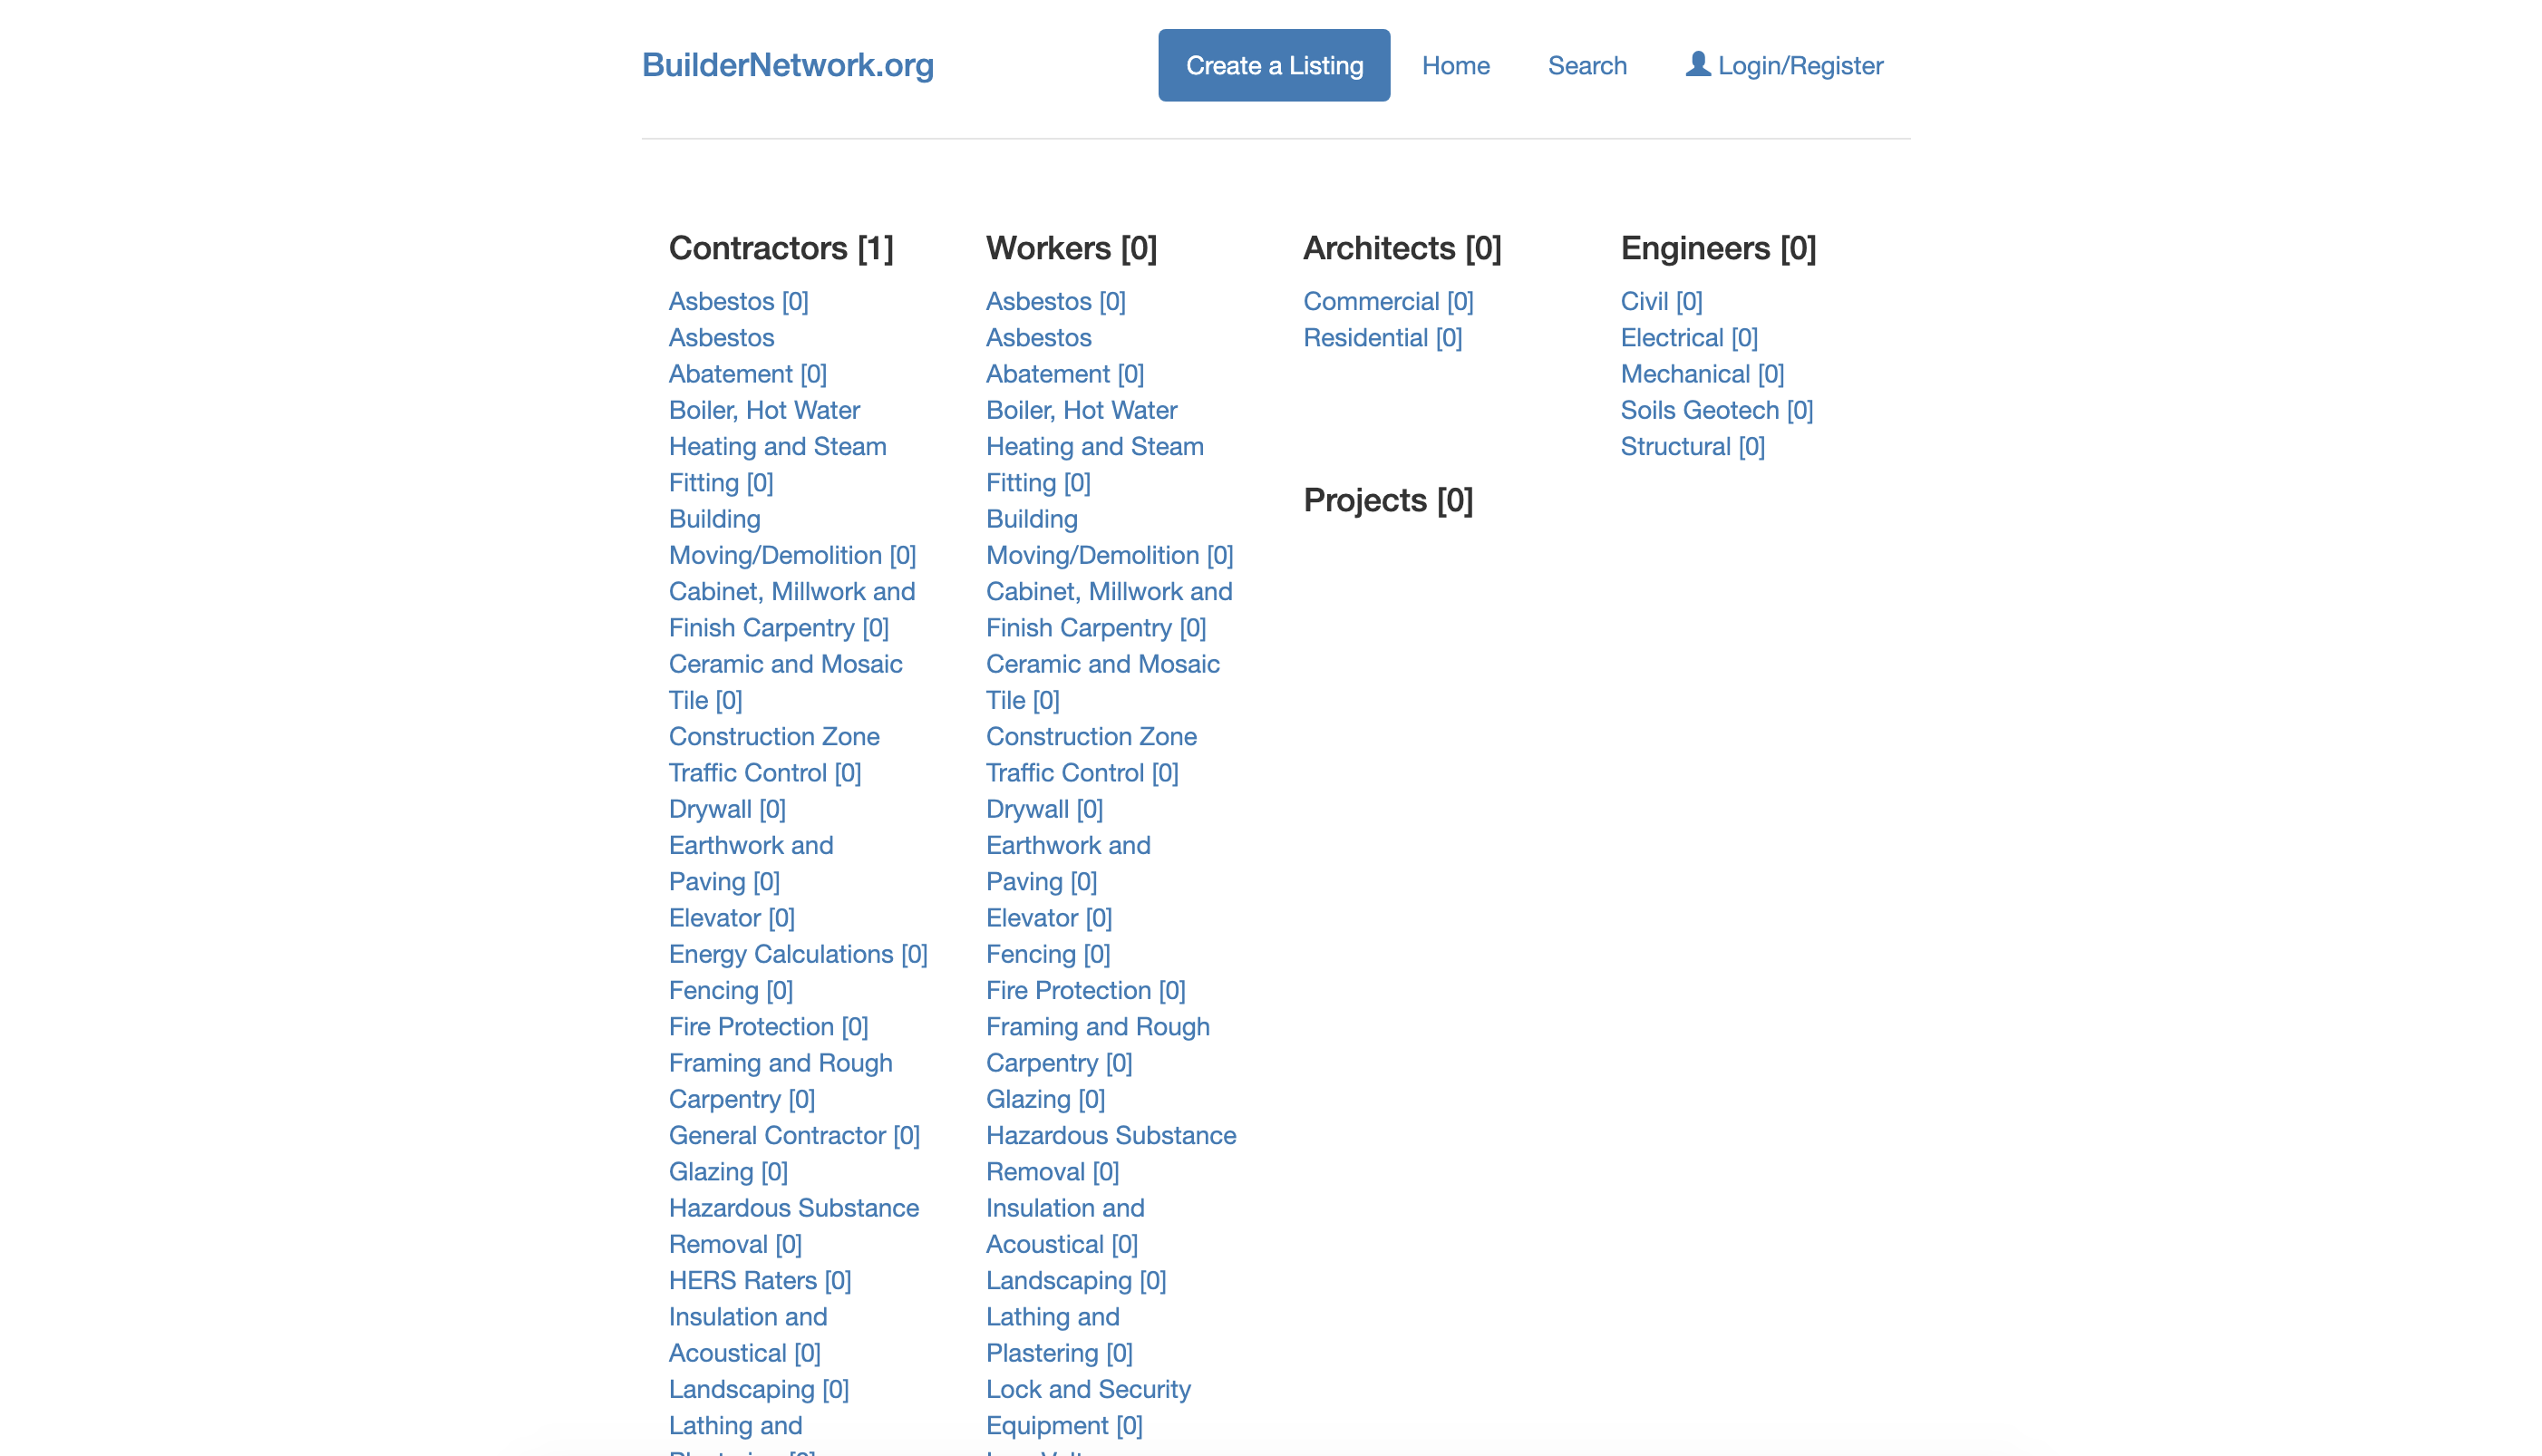 BuilderNetwork.org
Create a Listing
Home
Search
Login/Register
Contractors [1]
Asbestos [0]
Asbestos
Abatement [0]
Boiler, Hot Water
Heating and Steam
Fitting [0]
Building
Moving/Demolition [0]
Cabinet, Millwork and
Finish Carpentry [0]
Ceramic and Mosaic
Tile [0]
Construction Zone
Traffic Control [0]
Drywall [0]
Earthwork and
Paving [0]
Elevator [0]
Energy Calculations [0]
Fencing [0]
Fire Protection [0]
Framing and Rough
Carpentry [0]
General Contractor [0]
Glazing [0]
Hazardous Substance
Removal [0]
HERS Raters [0]
Insulation and
Acoustical [0]
Landscaping [0]
Lathing and
Workers [0]
Asbestos [0]
Asbestos
Abatement [0]
Boiler, Hot Water
Heating and Steam
Fitting [0]
Building
Moving/Demolition [0]
Cabinet, Millwork and
Finish Carpentry [0]
Ceramic and Mosaic
Tile [0]
Construction Zone
Traffic Control [0]
Drywall [0]
Earthwork and
Paving [0]
Elevator [0]
Fencing [0]
Fire Protection [0]
Framing and Rough
Carpentry [0]
Glazing [0]
Hazardous Substance
Removal [0]
Insulation and
Acoustical [0]
Landscaping [0]
Lathing and
Plastering [0]
Lock and Security
Equipment [0]
Architects [0]
Commercial [0]
Residential [0]
Projects [0]
Engineers [0]
Civil [0]
Electrical [0]
Mechanical [0]
Soils Geotech [0]
Structural [0]